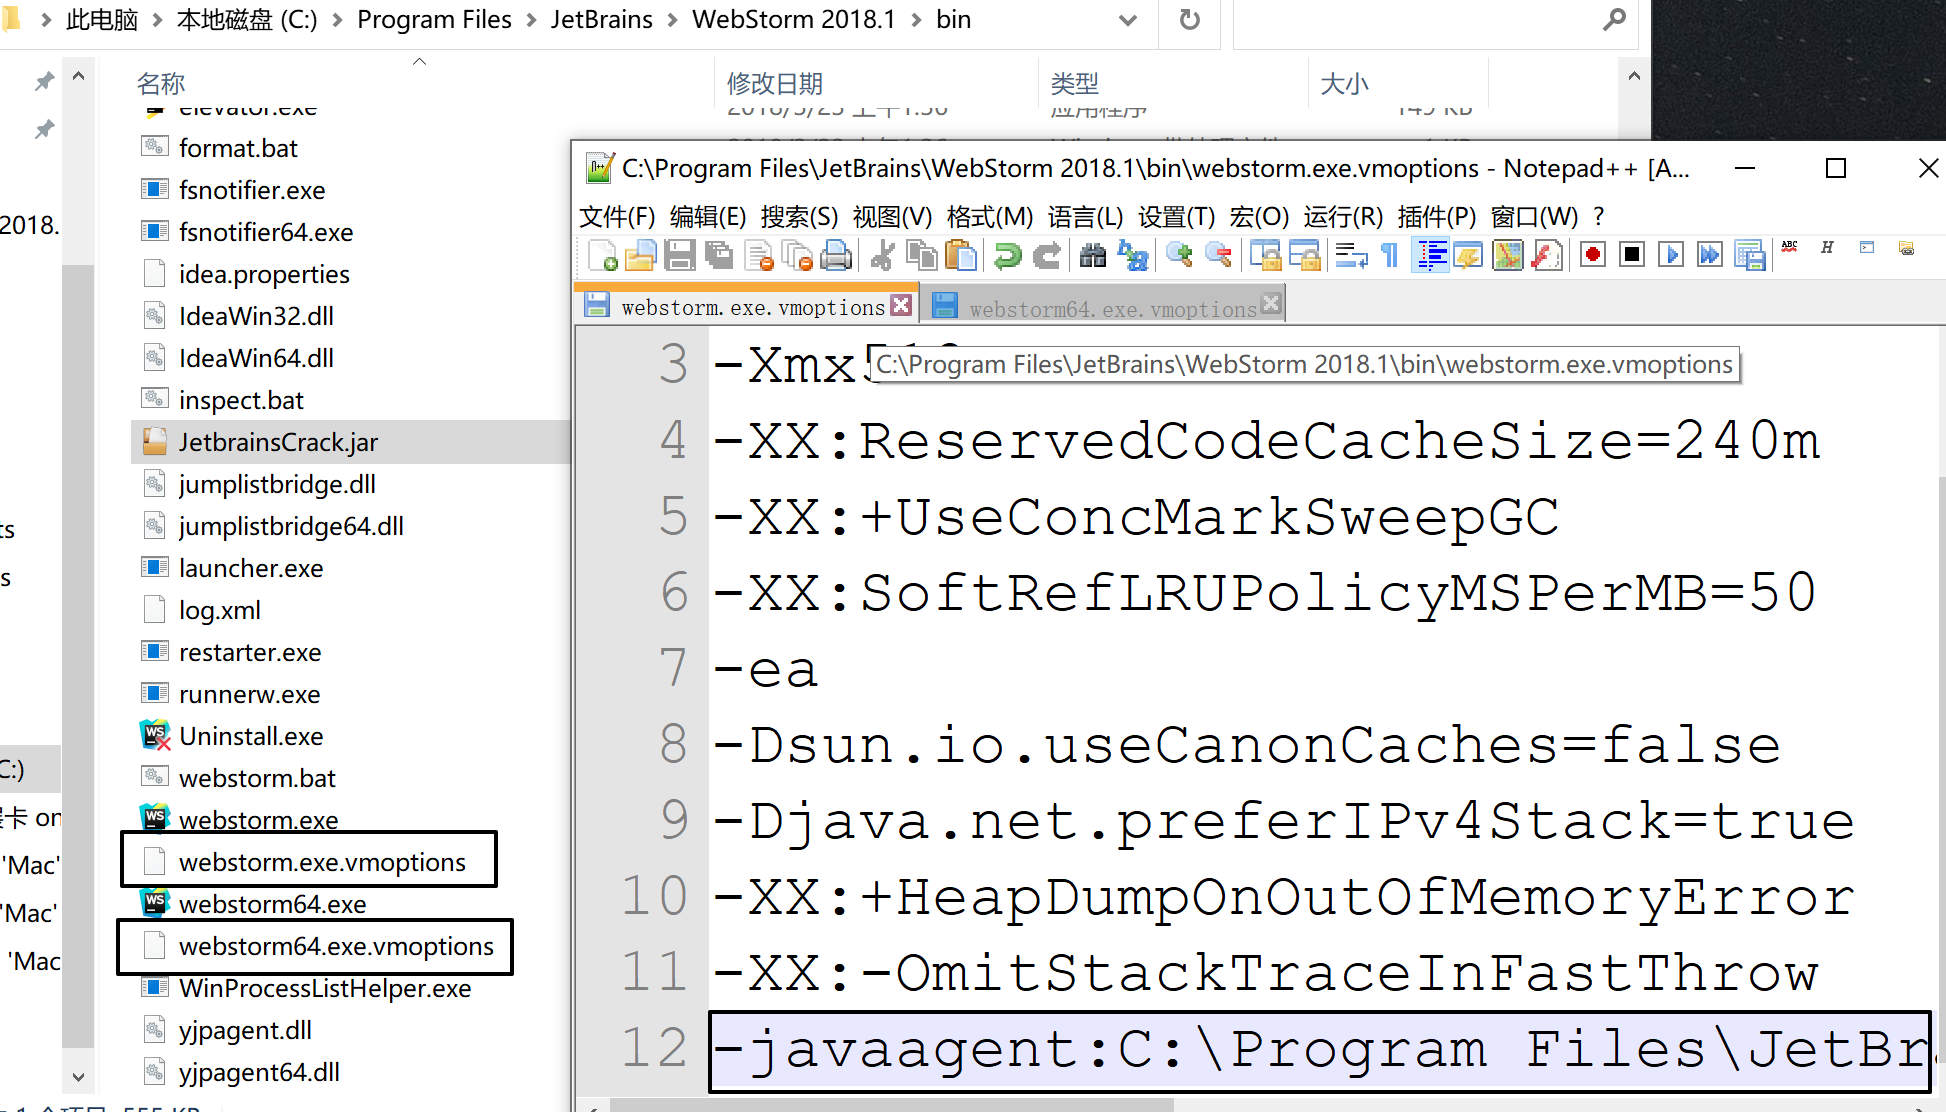 此电脑 > 本地磁盘 (C:) > Program Files > JetBrains > WebStorm 2018.1 > bin
名称 修改日期 类型 大小
elevator.exe
format.bat
fsnotifier.exe
fsnotifier64.exe
idea.properties
IdeaWin32.dll
IdeaWin64.dll
inspect.bat
JetbrainsCrack.jar
jumplistbridge.dll
jumplistbridge64.dll
launcher.exe
log.xml
restarter.exe
runnerw.exe
Uninstall.exe
webstorm.bat
webstorm.exe
webstorm.exe.vmoptions
webstorm64.exe
webstorm64.exe.vmoptions
WinProcessListHelper.exe
yjpagent.dll
yjpagent64.dll
2018.
C:)
on
'Mac'
'Mac'
'Mac
C:\Program Files\JetBrains\WebStorm 2018.1\bin\webstorm.exe.vmoptions - Notepad++ [A...
文件(F) 编辑(E) 搜索(S) 视图(V) 格式(M) 语言(L) 设置(T) 宏(O) 运行(R) 插件(P) 窗口(W) ?
webstorm.exe.vmoptions webstorm64.exe.vmoptions
3 -Xmx
C:\Program Files\JetBrains\WebStorm 2018.1\bin\webstorm.exe.vmoptions
4 -XX:ReservedCodeCacheSize=240m
5 -XX:+UseConcMarkSweepGC
6 -XX:SoftRefLRUPolicyMSPerMB=50
7 -ea
8 -Dsun.io.useCanonCaches=false
9 -Djava.net.preferIPv4Stack=true
10 -XX:+HeapDumpOnOutOfMemoryError
11 -XX:-OmitStackTraceInFastThrow
12 -javaagent:C:\Program Files\JetBr